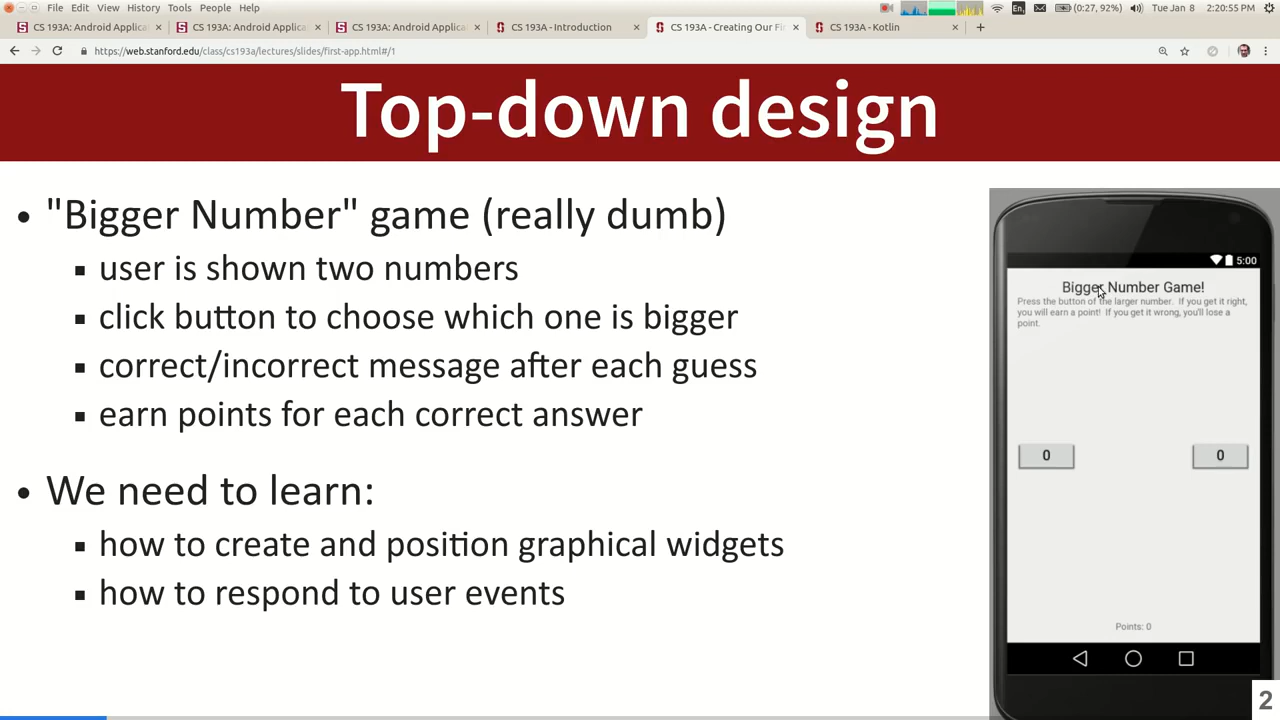 File Edit View History Tools People Help
(0:27, 92%)
En,
Tue Jan 8
2:20:55 PM
CS 193A: Android Applica
CS 193A: Android Applica
CS 193A: Android Applica
CS 193A - Introduction
CS 193A - Creating Our Fi
CS 193A - Kotlin
https://web.stanford.edu/class/cs193a/lectures/slides/first-app.html#/1
Top-down design
• "Bigger Number" game (really dumb)
▪ user is shown two numbers
▪ click button to choose which one is bigger
▪ correct/incorrect message after each guess
▪ earn points for each correct answer
• We need to learn:
▪ how to create and position graphical widgets
▪ how to respond to user events
5:00
Bigger Number Game!
Press the button of the larger number. If you get it right,
you will earn a point! If you get it wrong, you'll lose a
point.
0
0
Points: 0
2